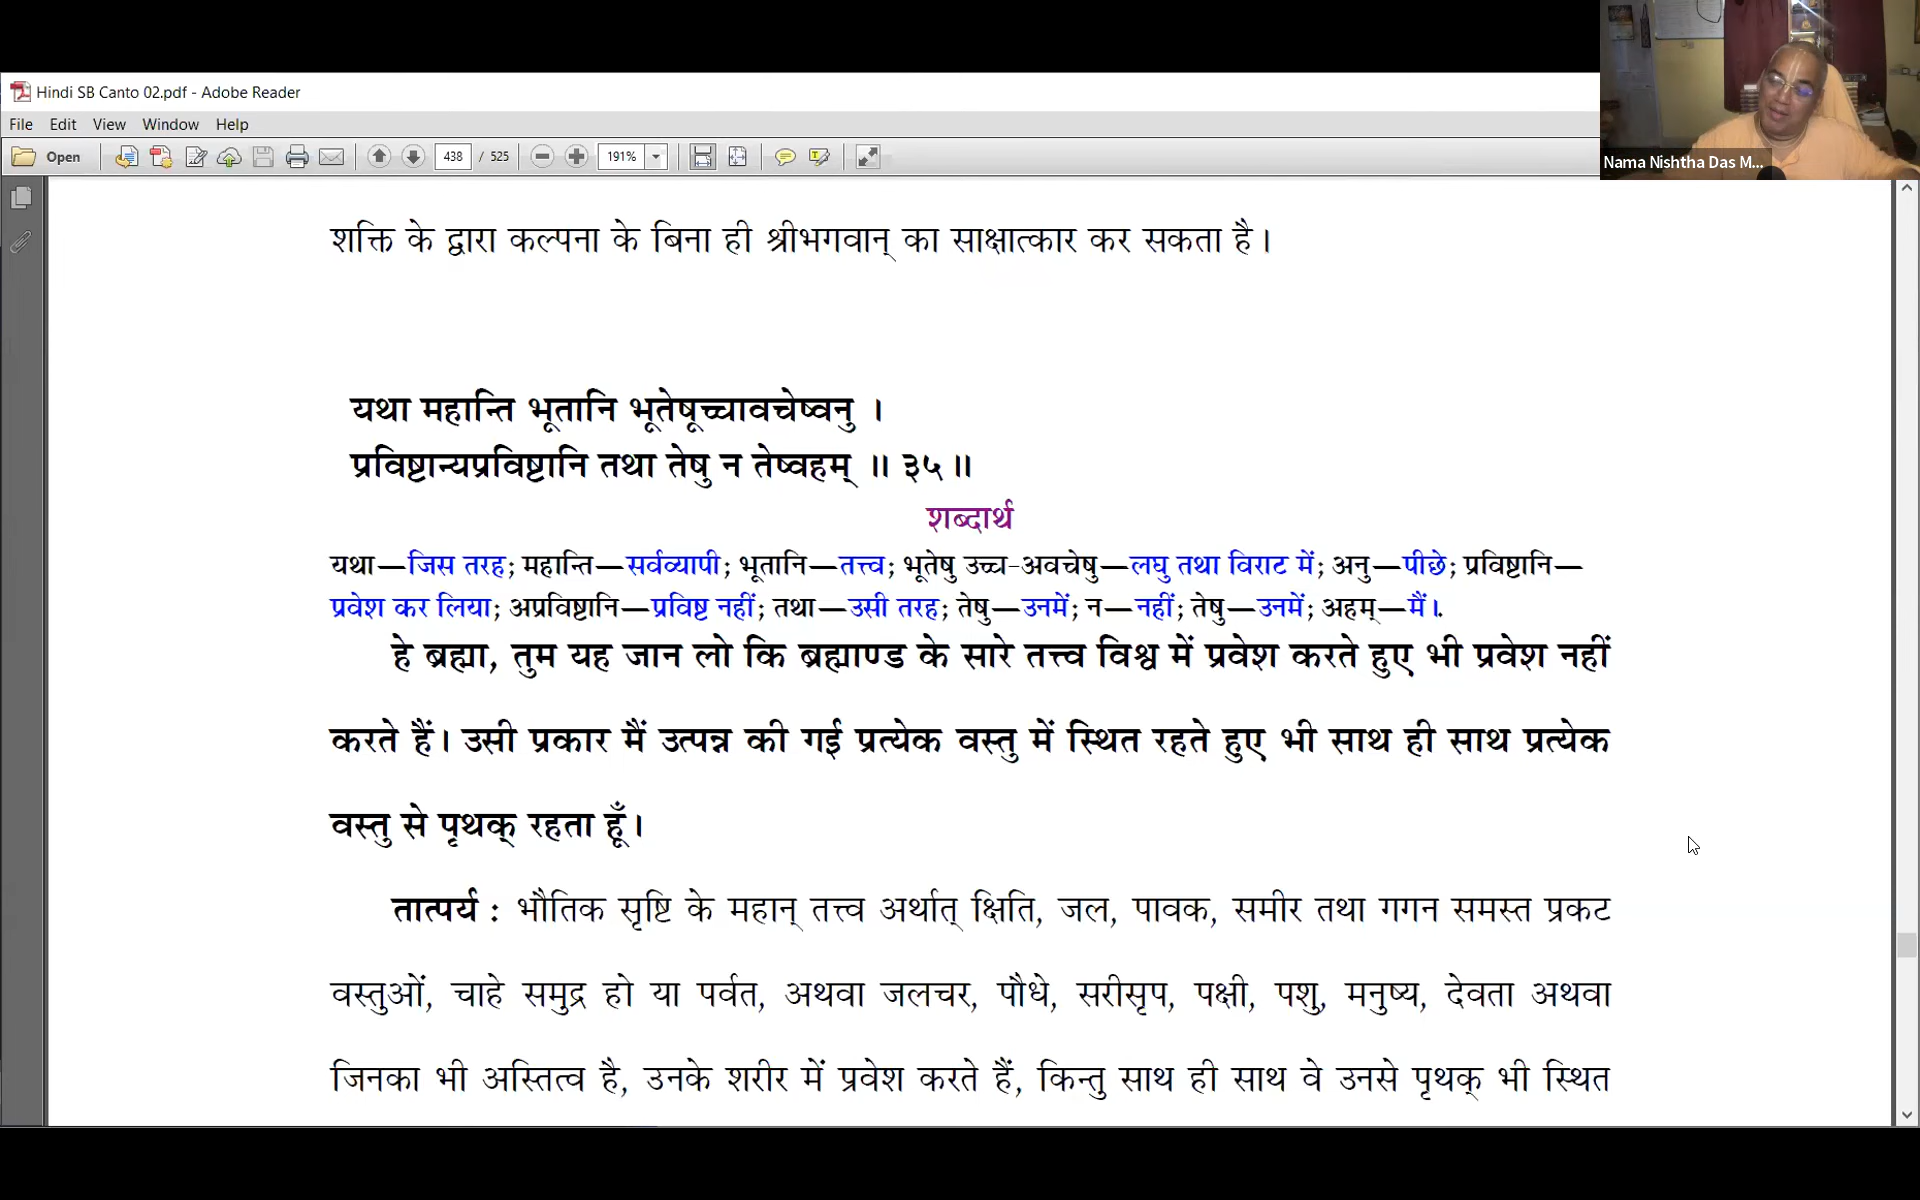 Hindi SB Canto 02.pdf - Adobe Reader
File Edit View Window Help
Open 438 / 525 191%
Nama Nishtha Das M...
शक्ति के द्वारा कल्पना के बिना ही श्रीभगवान् का साक्षात्कार कर सकता है।
यथा महान्ति भूतानि भूतेषूच्चावचेष्वनु ।
प्रविष्टान्यप्रविष्टानि तथा तेषु न तेष्वहम् ॥ ३५॥
शब्दार्थ
यथा—जिस तरह; महान्ति—सर्वव्यापी; भूतानि—तत्त्व; भूतेषु उच्च-अवचेषु—लघु तथा विराट में; अनु—पीछे; प्रविष्टानि—
प्रवेश कर लिया; अप्रविष्टानि—प्रविष्ट नहीं; तथा—उसी तरह; तेषु—उनमें; न—नहीं; तेषु—उनमें; अहम्—मैं।.
हे ब्रह्मा, तुम यह जान लो कि ब्रह्माण्ड के सारे तत्त्व विश्व में प्रवेश करते हुए भी प्रवेश नहीं
करते हैं। उसी प्रकार मैं उत्पन्न की गई प्रत्येक वस्तु में स्थित रहते हुए भी साथ ही साथ प्रत्येक
वस्तु से पृथक् रहता हूँ।
तात्पर्य : भौतिक सृष्टि के महान् तत्त्व अर्थात् क्षिति, जल, पावक, समीर तथा गगन समस्त प्रकट
वस्तुओं, चाहे समुद्र हो या पर्वत, अथवा जलचर, पौधे, सरीसृप, पक्षी, पशु, मनुष्य, देवता अथवा
जिनका भी अस्तित्व है, उनके शरीर में प्रवेश करते हैं, किन्तु साथ ही साथ वे उनसे पृथक् भी स्थित